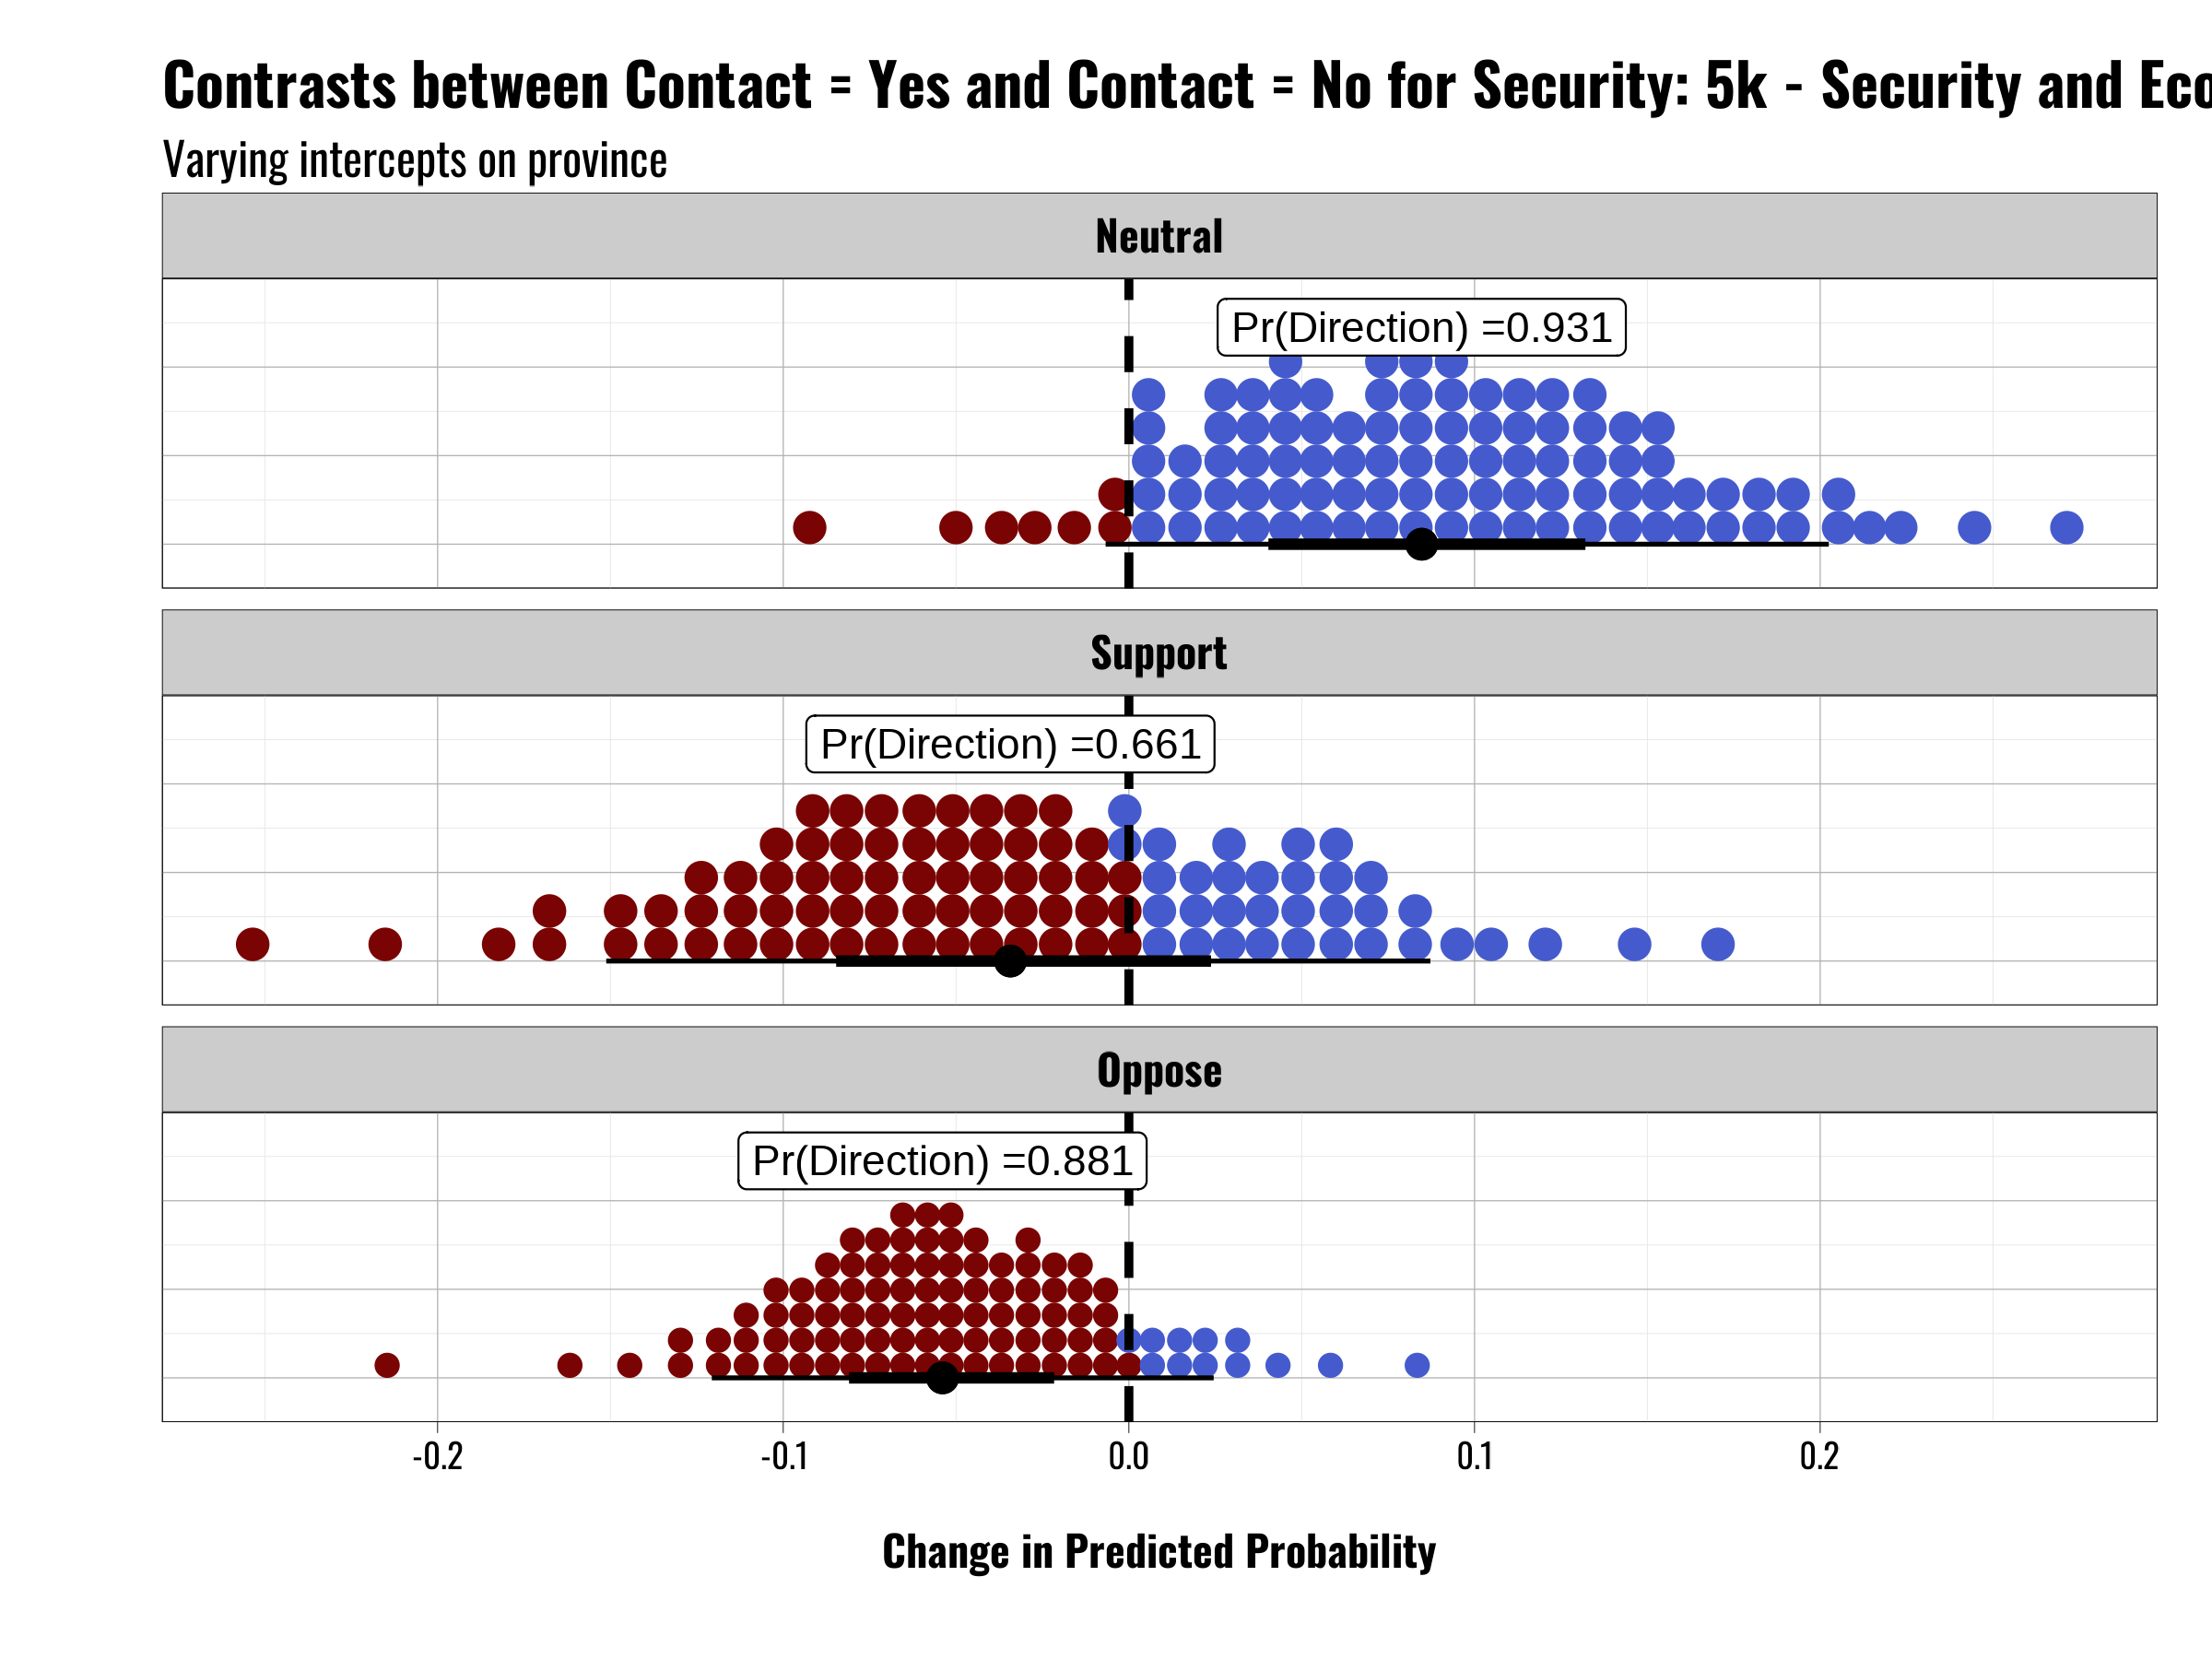 Contrasts between Contact = Yes and Contact = No for Security: 5k - Security and Eco
Varying intercepts on province
Neutral
Pr(Direction) =0.931
Support
Pr(Direction) =0.661
Oppose
Pr(Direction) =0.881
-0.2 -0.1 0.0 0.1 0.2
Change in Predicted Probability